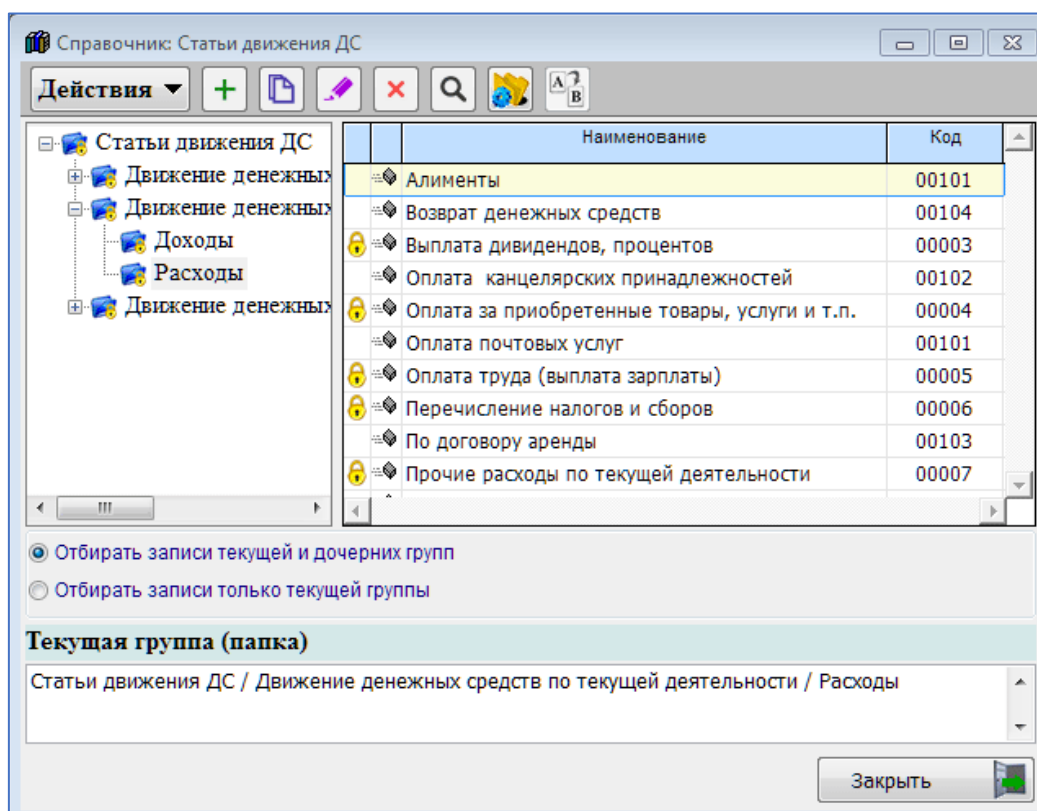 Справочник: Статьи движения ДС
Действия
A
B
Статьи движения ДС
Движение денежных
Движение денежных
Доходы
Расходы
Движение денежных
Наименование Код
Алименты 00101
Возврат денежных средств 00104
Выплата дивидендов, процентов 00003
Оплата  канцелярских принадлежностей 00102
Оплата за приобретенные товары, услуги и т.п. 00004
Оплата почтовых услуг 00101
Оплата труда (выплата зарплаты) 00005
Перечисление налогов и сборов 00006
По договору аренды 00103
Прочие расходы по текущей деятельности 00007
Отбирать записи текущей и дочерних групп
Отбирать записи только текущей группы
Текущая группа (папка)
Статьи движения ДС / Движение денежных средств по текущей деятельности / Расходы
Закрыть